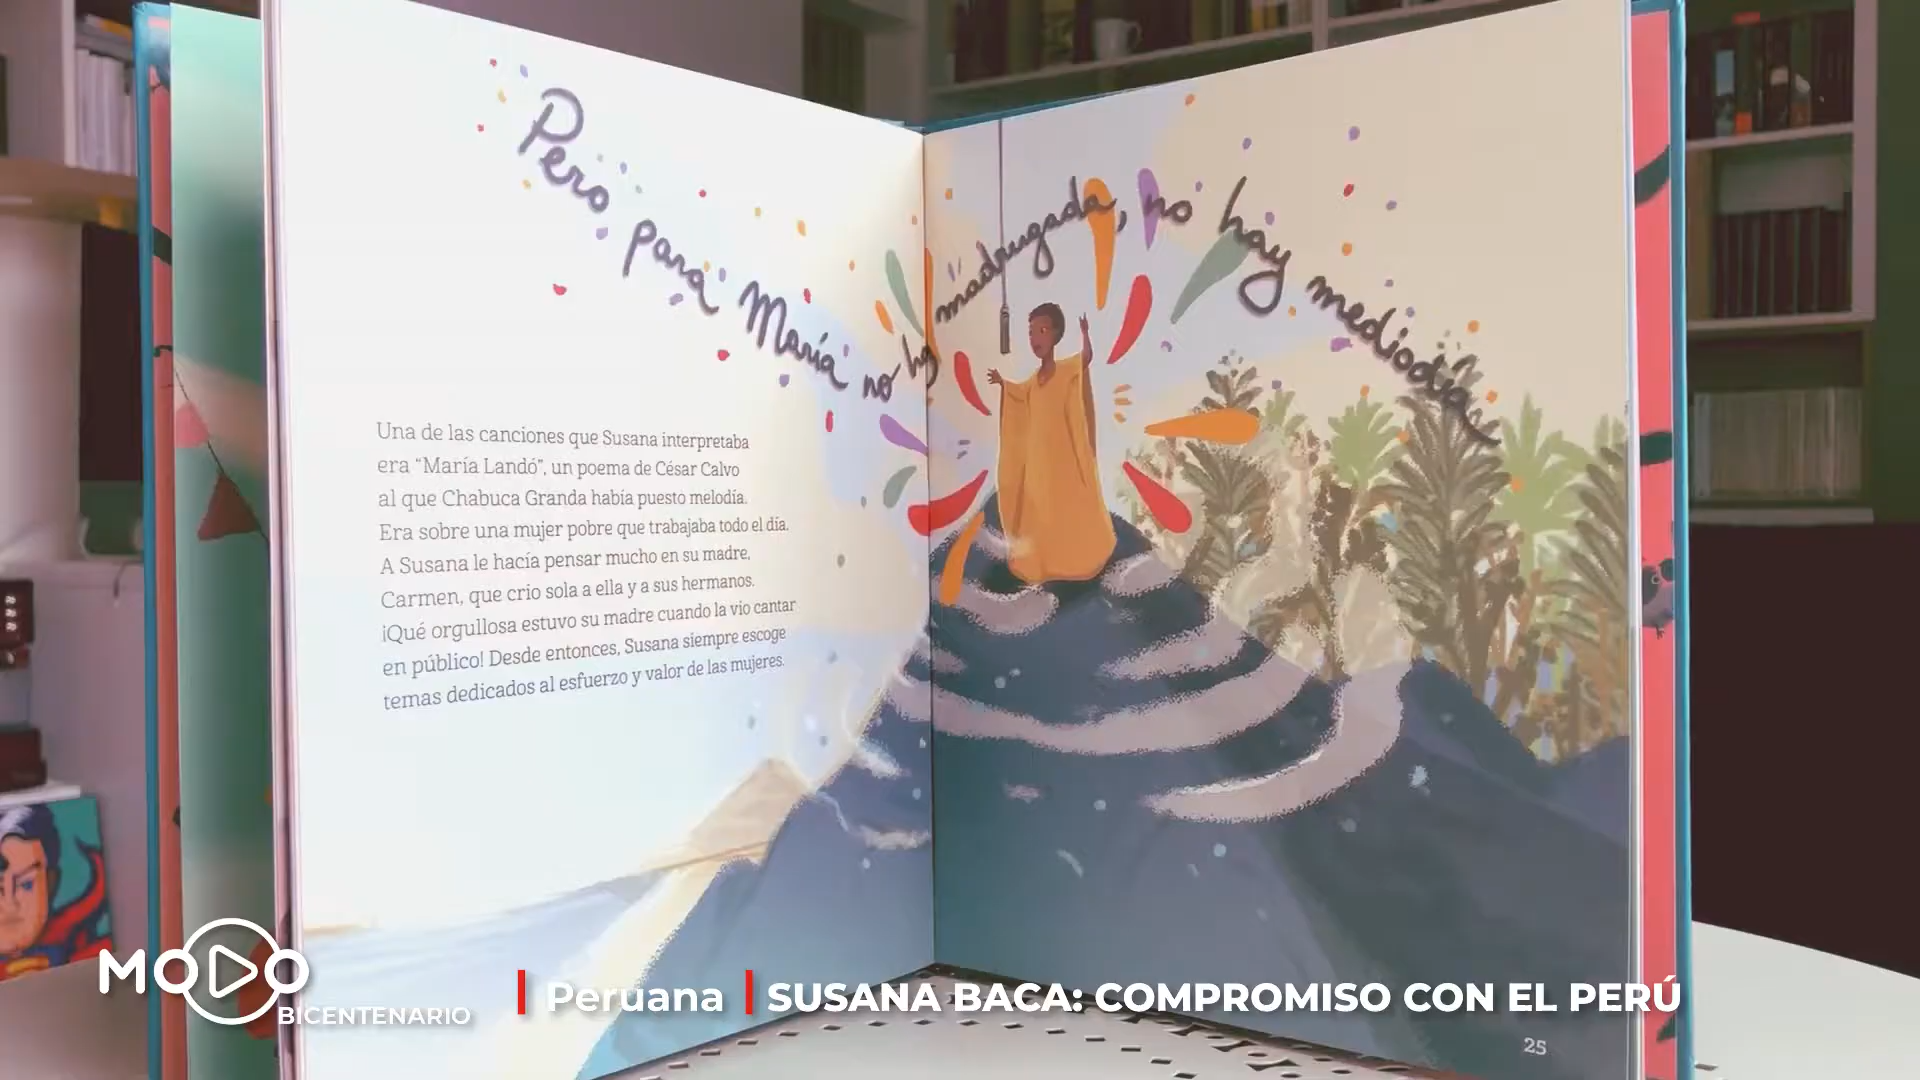 Pero para María no ha madrugada, no hay mediodía
Una de las canciones que Susana interpretaba
era “María Landó”, un poema de César Calvo
al que Chabuca Granda había puesto melodía.
Era sobre una mujer pobre que trabajaba todo el día.
A Susana le hacía pensar mucho en su madre,
Carmen, que crio sola a ella y a sus hermanos.
¡Qué orgullosa estuvo su madre cuando la vio cantar
en público! Desde entonces, Susana siempre escoge
temas dedicados al esfuerzo y valor de las mujeres.
MODO
BICENTENARIO
Peruana
SUSANA BACA: COMPROMISO CON EL PERÚ
25